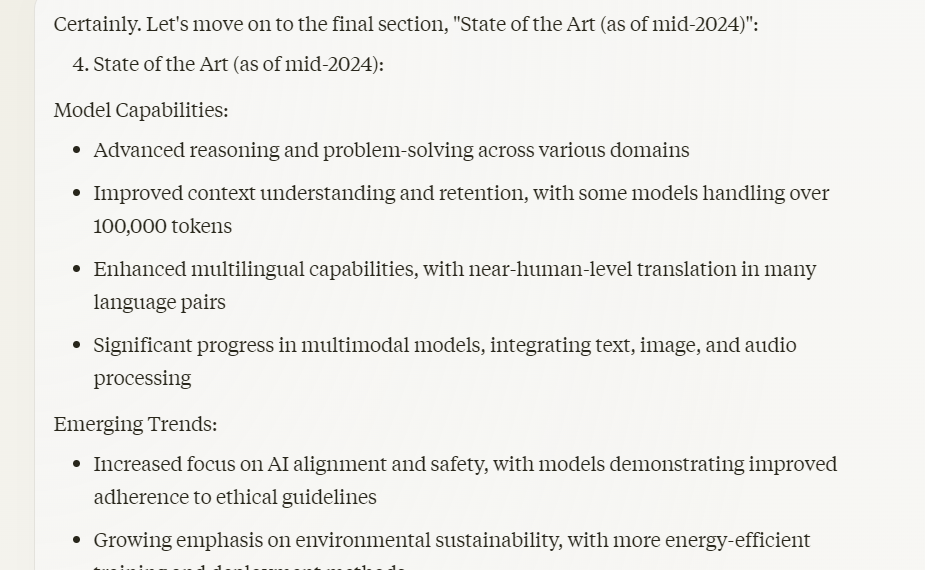 Certainly. Let's move on to the final section, "State of the Art (as of mid-2024)":
4. State of the Art (as of mid-2024):
Model Capabilities:
• Advanced reasoning and problem-solving across various domains
• Improved context understanding and retention, with some models handling over
100,000 tokens
• Enhanced multilingual capabilities, with near-human-level translation in many
language pairs
• Significant progress in multimodal models, integrating text, image, and audio
processing
Emerging Trends:
• Increased focus on AI alignment and safety, with models demonstrating improved
adherence to ethical guidelines
• Growing emphasis on environmental sustainability, with more energy-efficient
training and deployment methods